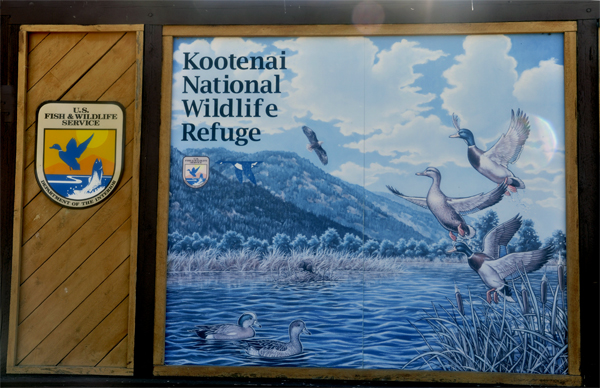 Kootenai
National
Wildlife
Refuge
U.S.
FISH & WILDLIFE
SERVICE
DEPARTMENT OF THE INTERIOR